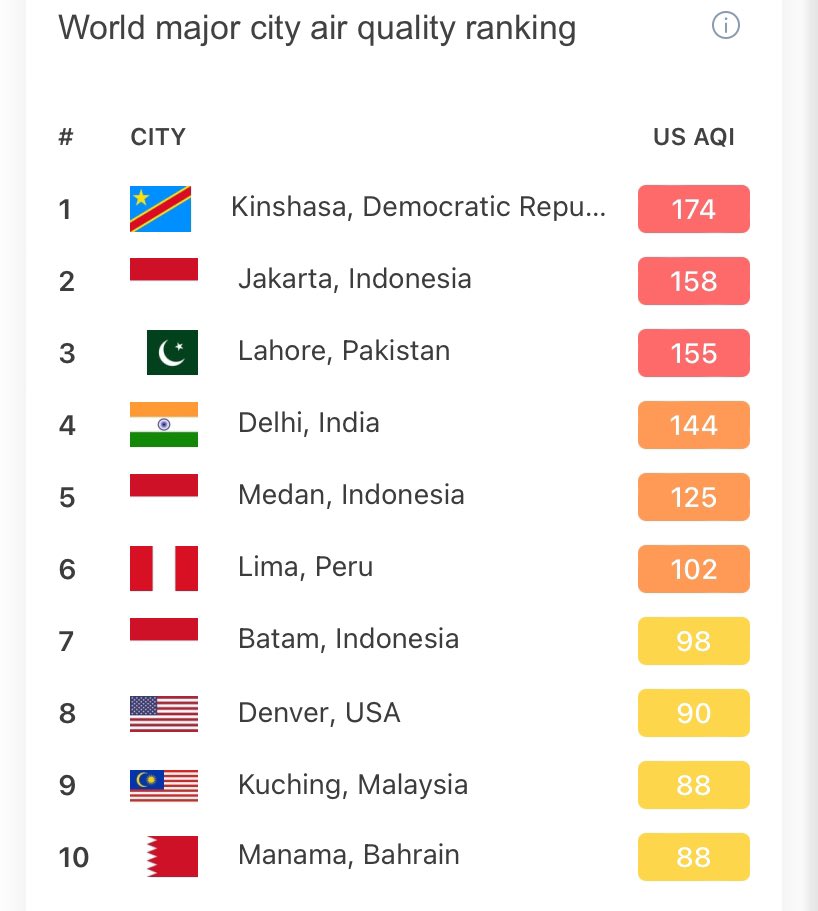 World major city air quality ranking
# CITY US AQI
1 Kinshasa, Democratic Repu... 174
2 Jakarta, Indonesia 158
3 Lahore, Pakistan 155
4 Delhi, India 144
5 Medan, Indonesia 125
6 Lima, Peru 102
7 Batam, Indonesia 98
8 Denver, USA 90
9 Kuching, Malaysia 88
10 Manama, Bahrain 88